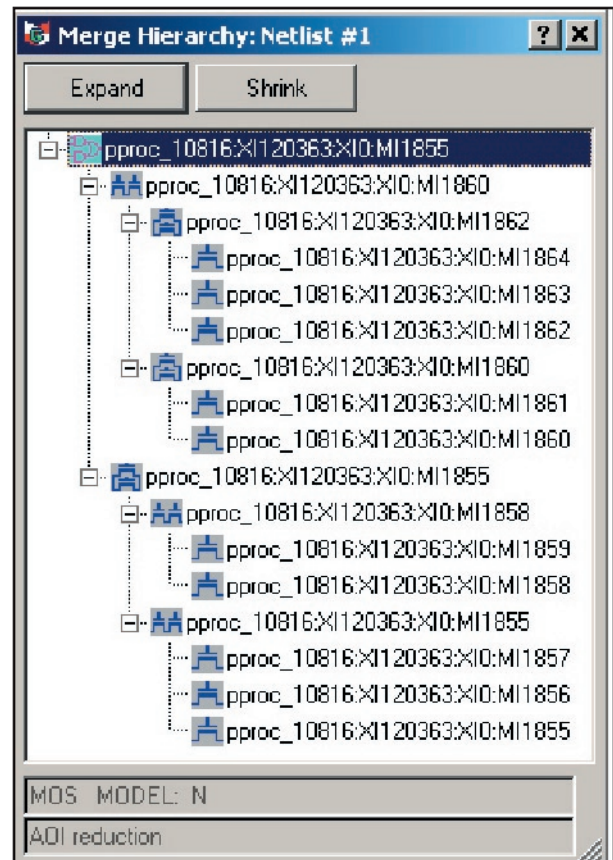 Merge Hierarchy: Netlist #1
Expand Shrink
pproc_10816:XI120363:XI0:MI1855
pproc_10816:XI120363:XI0:MI1860
pproc_10816:XI120363:XI0:MI1862
pproc_10816:XI120363:XI0:MI1864
pproc_10816:XI120363:XI0:MI1863
pproc_10816:XI120363:XI0:MI1862
pproc_10816:XI120363:XI0:MI1860
pproc_10816:XI120363:XI0:MI1861
pproc_10816:XI120363:XI0:MI1860
pproc_10816:XI120363:XI0:MI1855
pproc_10816:XI120363:XI0:MI1858
pproc_10816:XI120363:XI0:MI1859
pproc_10816:XI120363:XI0:MI1858
pproc_10816:XI120363:XI0:MI1855
pproc_10816:XI120363:XI0:MI1857
pproc_10816:XI120363:XI0:MI1856
pproc_10816:XI120363:XI0:MI1855
MOS MODEL: N
AOI reduction